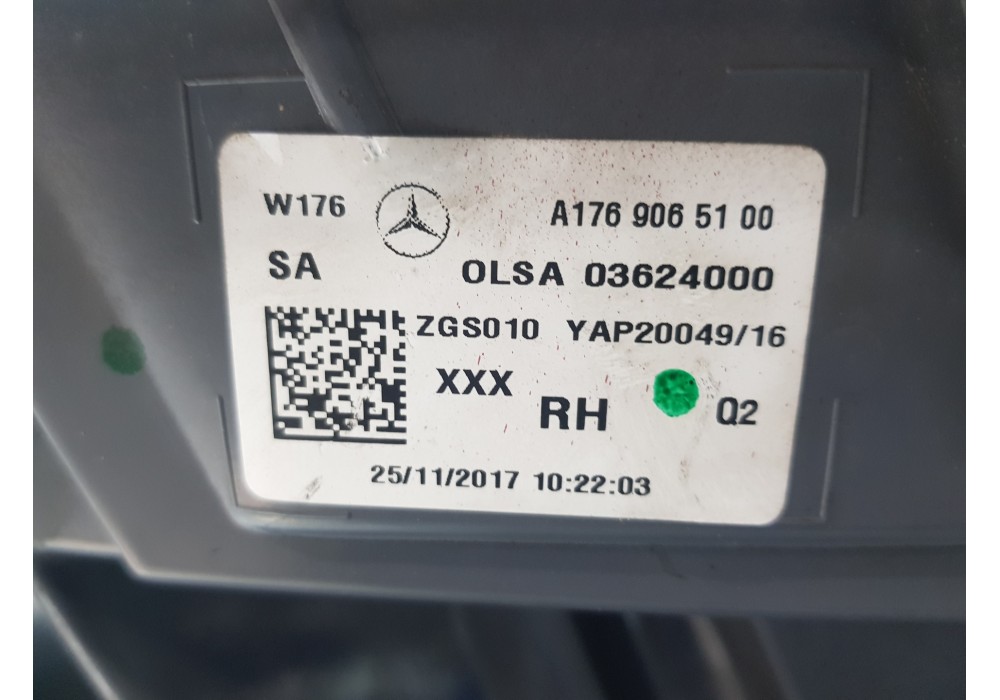 W176 A176 906 51 00
SA OLSA 03624000
ZGS010 YAP20049/16
XXX
RH Q2
25/11/2017 10:22:03